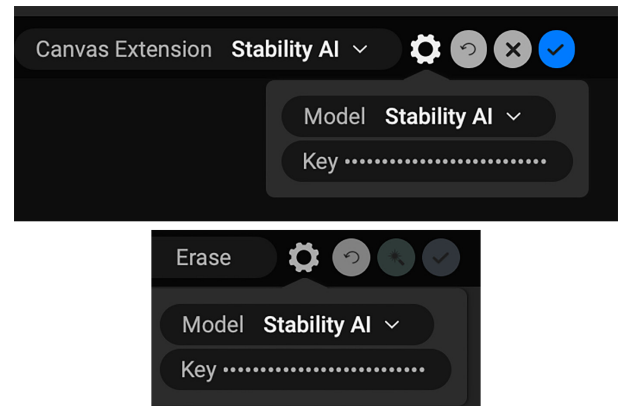 Canvas Extension Stability AI
Model Stability AI
Key ••••••••••••••••••••••••••••
Erase
Model Stability AI
Key ••••••••••••••••••••••••••••